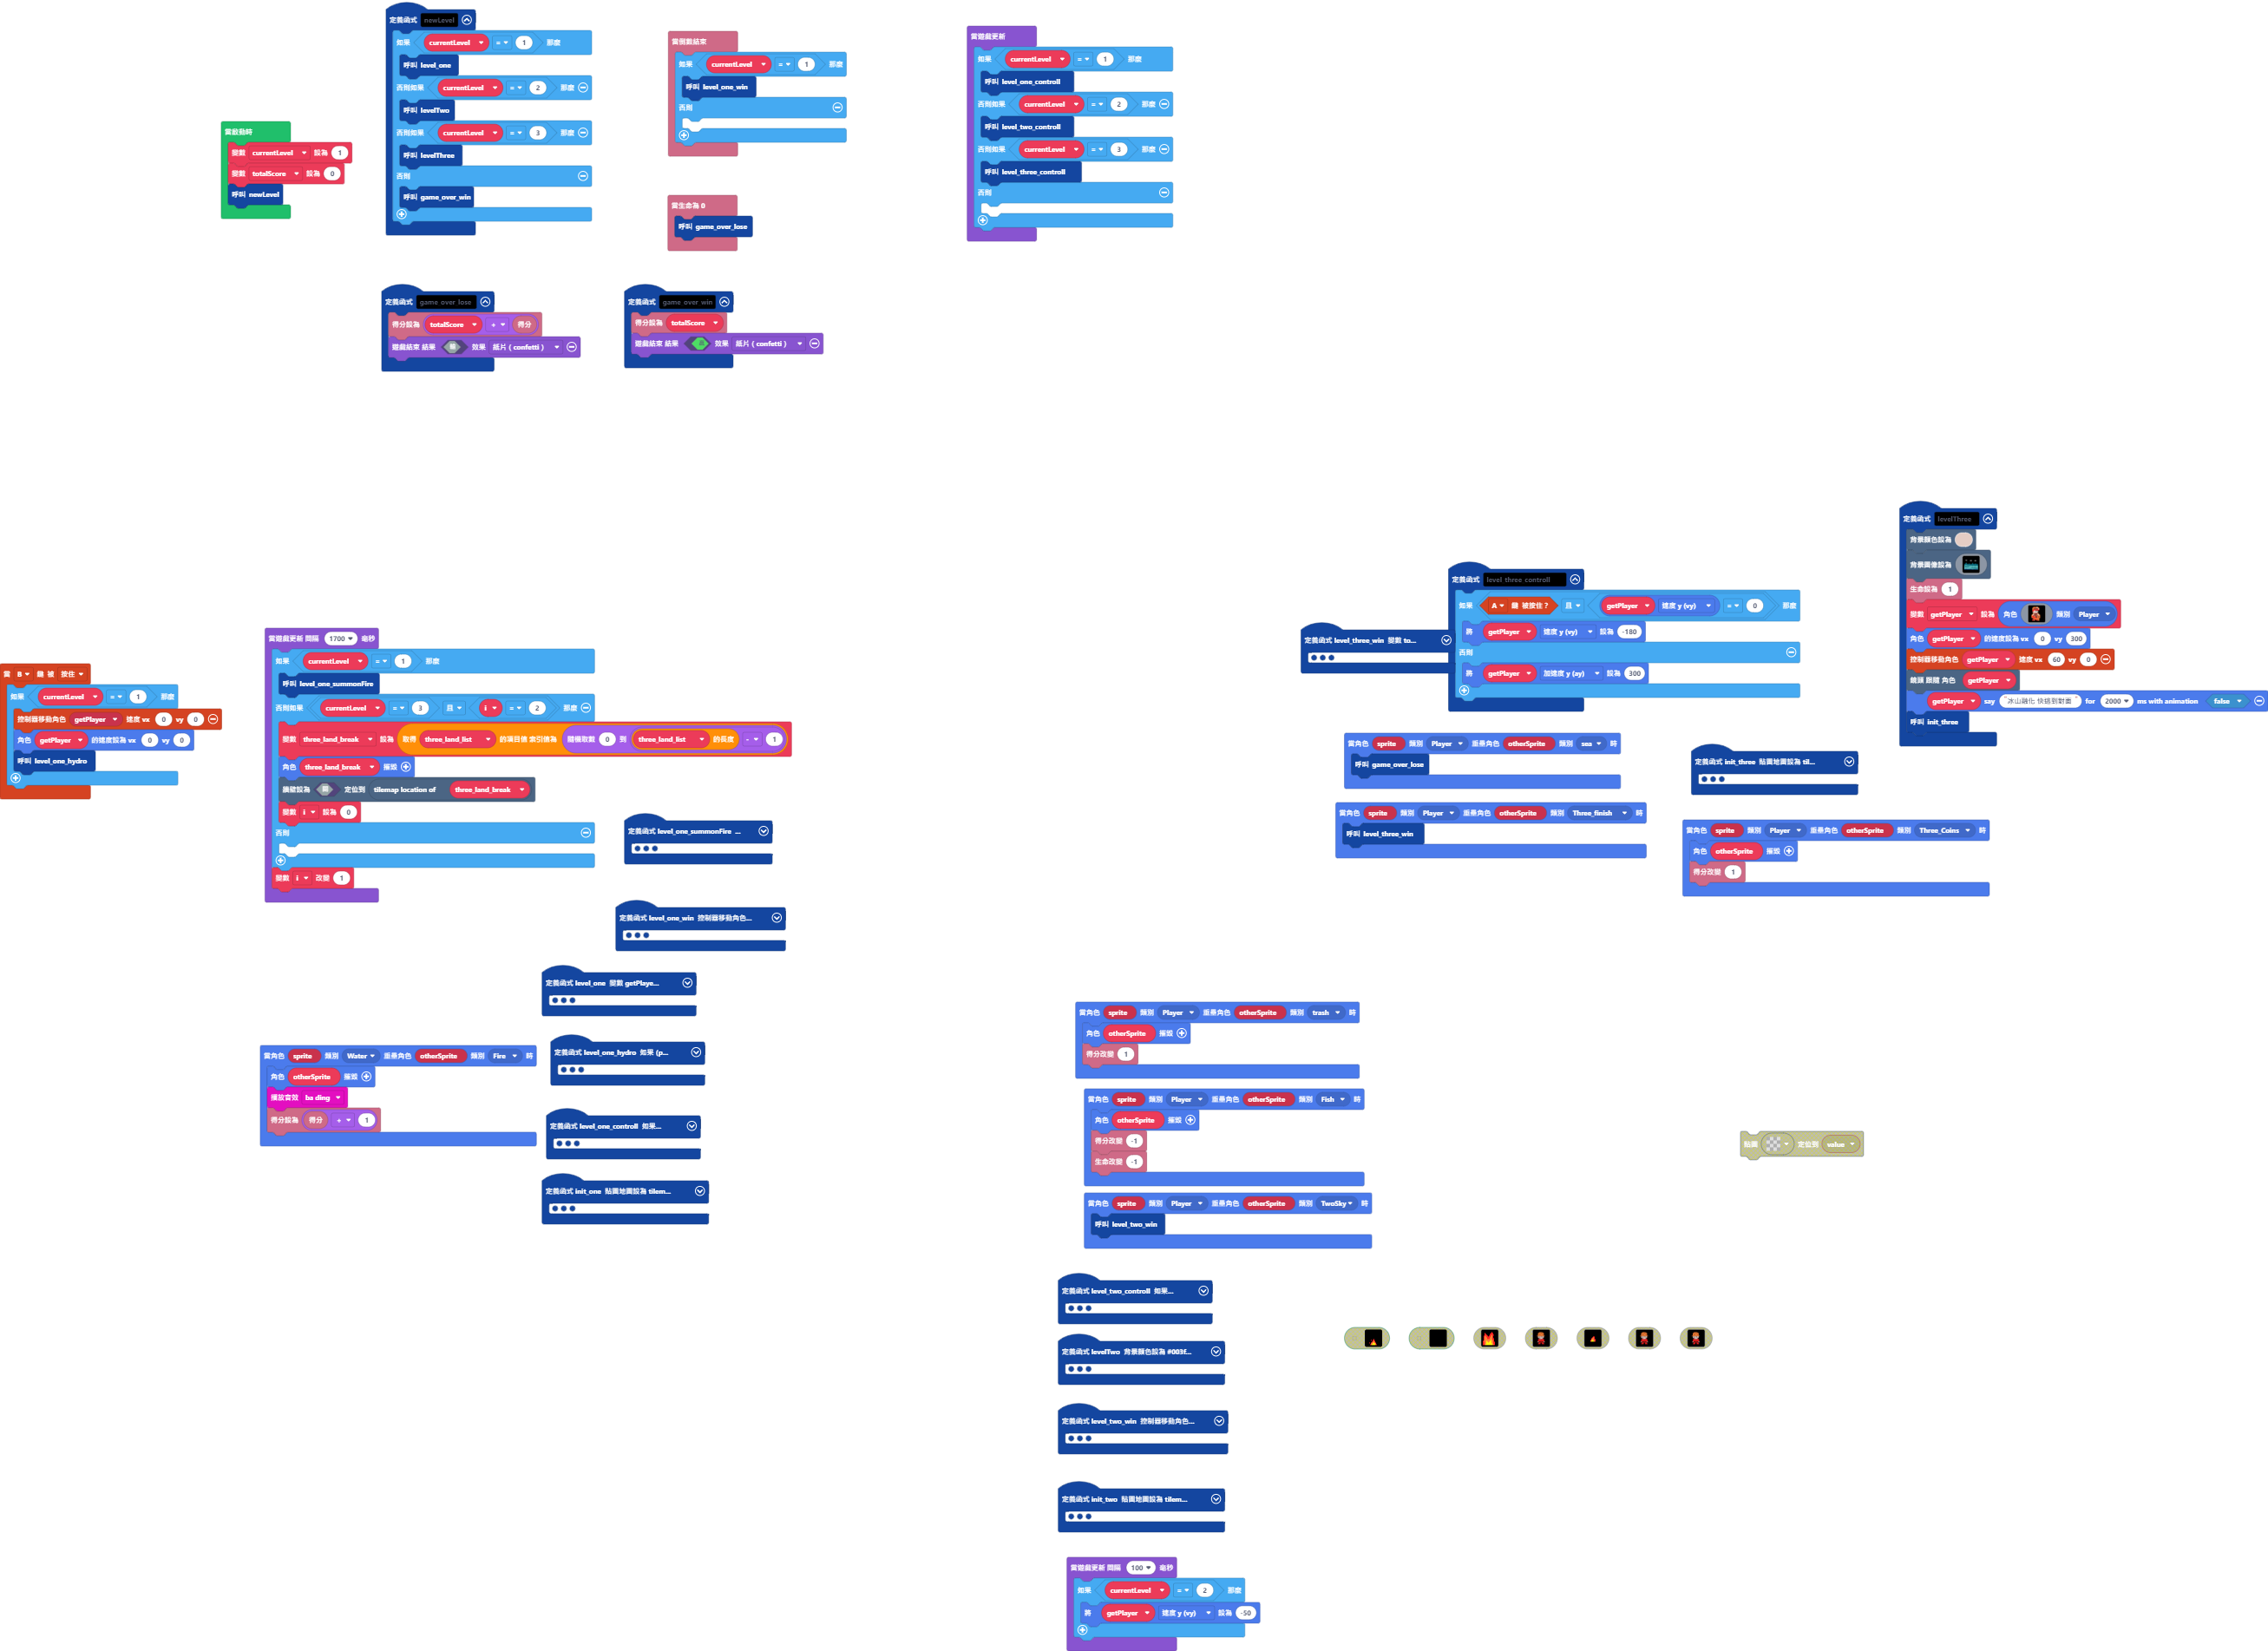 定義函式 newLevel
如果 currentLevel = 1 那麼
呼叫 level_one
否則如果 currentLevel = 2 那麼
呼叫 levelTwo
否則如果 currentLevel = 3 那麼
呼叫 levelThree
否則
呼叫 game_over_win
當倒數結束
如果 currentLevel = 1 那麼
呼叫 level_one_win
否則
當遊戲更新
如果 currentLevel = 1 那麼
呼叫 level_one_controll
否則如果 currentLevel = 2 那麼
呼叫 level_two_controll
否則如果 currentLevel = 3 那麼
呼叫 level_three_controll
否則
當啟動時
變數 currentLevel 設為 1
變數 totalScore 設為 0
呼叫 newLevel
當生命為 0
呼叫 game_over_lose
定義函式 game over lose
得分設為 totalScore + 得分
遊戲結束 結果 輸 效果 紙片 ( confetti )
定義函式 game over win
得分設為 totalScore
遊戲結束 結果 效果 紙片 ( confetti )
定義函式 levelThree
背景顏色設為
背景圖像設為
生命設為 1
變數 getPlayer 設為 角色 類別 Player
角色 getPlayer 的速度設為 vx 0 vy 300
控制器移動角色 getPlayer 速度 vx 60 vy 0
鏡頭 跟隨 角色 getPlayer
getPlayer say "冰山融化 快逃到對面" for 2000 ms with animation false
呼叫 init_three
定義函式 level three controll
如果 A 鍵 被按住？ 且 getPlayer 速度 y (vy) = 0 那麼
將 getPlayer 速度 y (vy) 設為 -180
否則
將 getPlayer 加速度 y (ay) 設為 300
定義函式 level_three_win 變數 to...
當角色 sprite 類別 Player 重疊角色 otherSprite 類別 sea 時
呼叫 game_over_lose
定義函式 init_three 貼圖地圖設為 til...
當角色 sprite 類別 Player 重疊角色 otherSprite 類別 Three_finish 時
呼叫 level_three_win
當角色 sprite 類別 Player 重疊角色 otherSprite 類別 Three_Coins 時
角色 otherSprite 摧毀
得分改變 1
當 B 鍵 被 按住
如果 currentLevel = 1 那麼
控制器移動角色 getPlayer 速度 vx 0 vy 0
角色 getPlayer 的速度設為 vx 0 vy 0
呼叫 level_one_hydro
當遊戲更新 間隔 1700 毫秒
如果 currentLevel = 1 那麼
呼叫 level_one_summonFire
否則如果 currentLevel = 3 且 i = 2 那麼
變數 three_land_break 設為 取得 three_land_list 的項目值 索引值為 隨機取數 0 到 three_land_list 的長度 - 1
角色 three_land_break 摧毀
牆壁設為 關 定位到 tilemap location of three_land_break
變數 i 設為 0
否則
變數 i 改變 1
定義函式 level_one_summonFire ...
定義函式 level_one_win 控制器移動角色...
定義函式 level_one 變數 getPlaye...
定義函式 level_one_hydro 如果 (p...
定義函式 level_one_controll 如果...
定義函式 init_one 貼圖地圖設為 tilem...
當角色 sprite 類別 Water 重疊角色 otherSprite 類別 Fire 時
角色 otherSprite 摧毀
播放音效 ba ding
得分設為 得分 + 1
當角色 sprite 類別 Player 重疊角色 otherSprite 類別 trash 時
角色 otherSprite 摧毀
得分改變 1
當角色 sprite 類別 Player 重疊角色 otherSprite 類別 Fish 時
角色 otherSprite 摧毀
得分改變 -1
生命改變 -1
當角色 sprite 類別 Player 重疊角色 otherSprite 類別 TwoSky 時
呼叫 level_two_win
貼圖 定位到 value
定義函式 level_two_controll 如果...
定義函式 levelTwo 背景顏色設為 #003f...
定義函式 level_two_win 控制器移動角色...
定義函式 init_two 貼圖地圖設為 tilem...
當遊戲更新 間隔 100 毫秒
如果 currentLevel = 2 那麼
將 getPlayer 速度 y (vy) 設為 -50